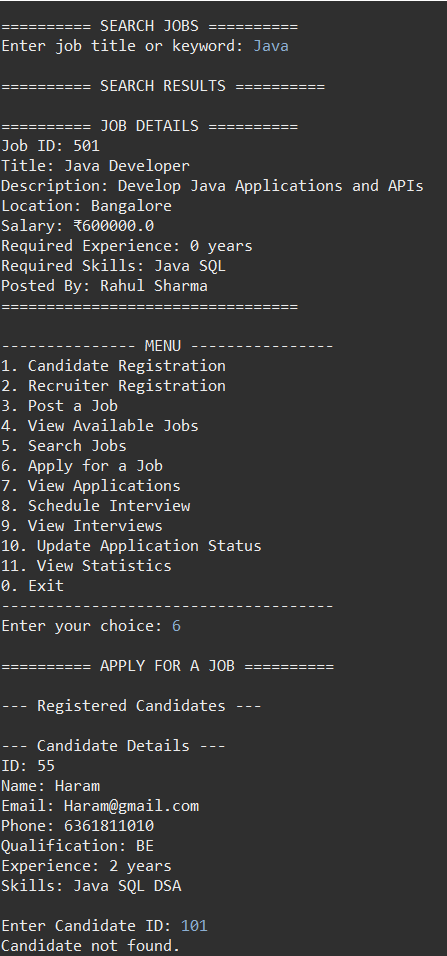 ========== SEARCH JOBS ==========
Enter job title or keyword: Java
========== SEARCH RESULTS ==========
========== JOB DETAILS ==========
Job ID: 501
Title: Java Developer
Description: Develop Java Applications and APIs
Location: Bangalore
Salary: ₹600000.0
Required Experience: 0 years
Required Skills: Java SQL
Posted By: Rahul Sharma
=================================
--------------- MENU ----------------
1. Candidate Registration
2. Recruiter Registration
3. Post a Job
4. View Available Jobs
5. Search Jobs
6. Apply for a Job
7. View Applications
8. Schedule Interview
9. View Interviews
10. Update Application Status
11. View Statistics
0. Exit
-------------------------------------
Enter your choice: 6
========== APPLY FOR A JOB ==========
--- Registered Candidates ---
--- Candidate Details ---
ID: 55
Name: Haram
Email: Haram@gmail.com
Phone: 6361811010
Qualification: BE
Experience: 2 years
Skills: Java SQL DSA
Enter Candidate ID: 101
Candidate not found.